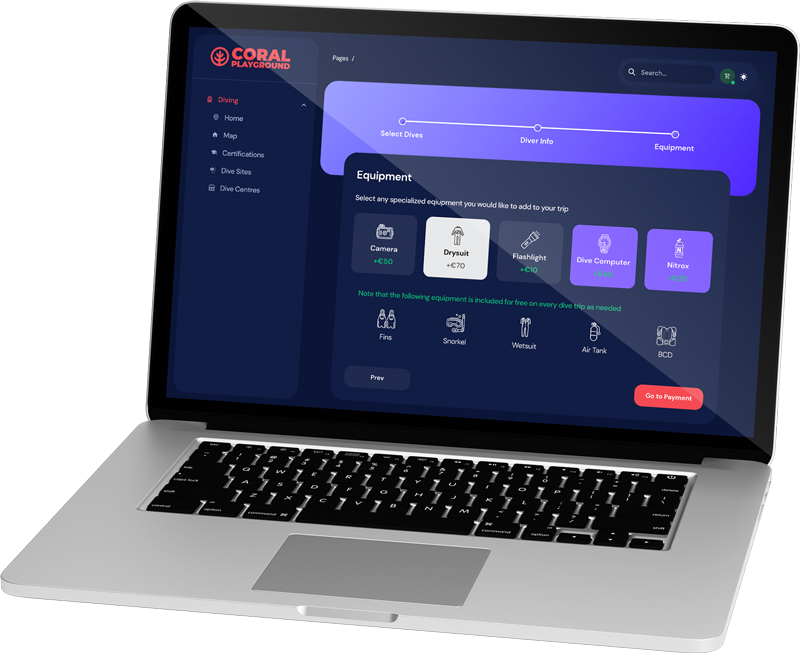 CORAL
PLAYGROUND
Pages /
Search...
Diving
Home
Map
Certifications
Dive Sites
Dive Centres
Select Dives
Diver Info
Equipment
Equipment
Select any specialized eqiupment you would like to add to your trip
Camera
+€50
Drysuit
+€70
Flashlight
+€10
Dive Computer
Nitrox
Note that the following equipment is included for free on every dive trip as needed
Fins
Snorkel
Wetsuit
Air Tank
BCD
Prev
Go to Payment
tab
caps lock
shift
control
option
command
command
option
delete
return
shift
Q W E R T Y U I O P
A S D F G H J K L
Z X C V B N M